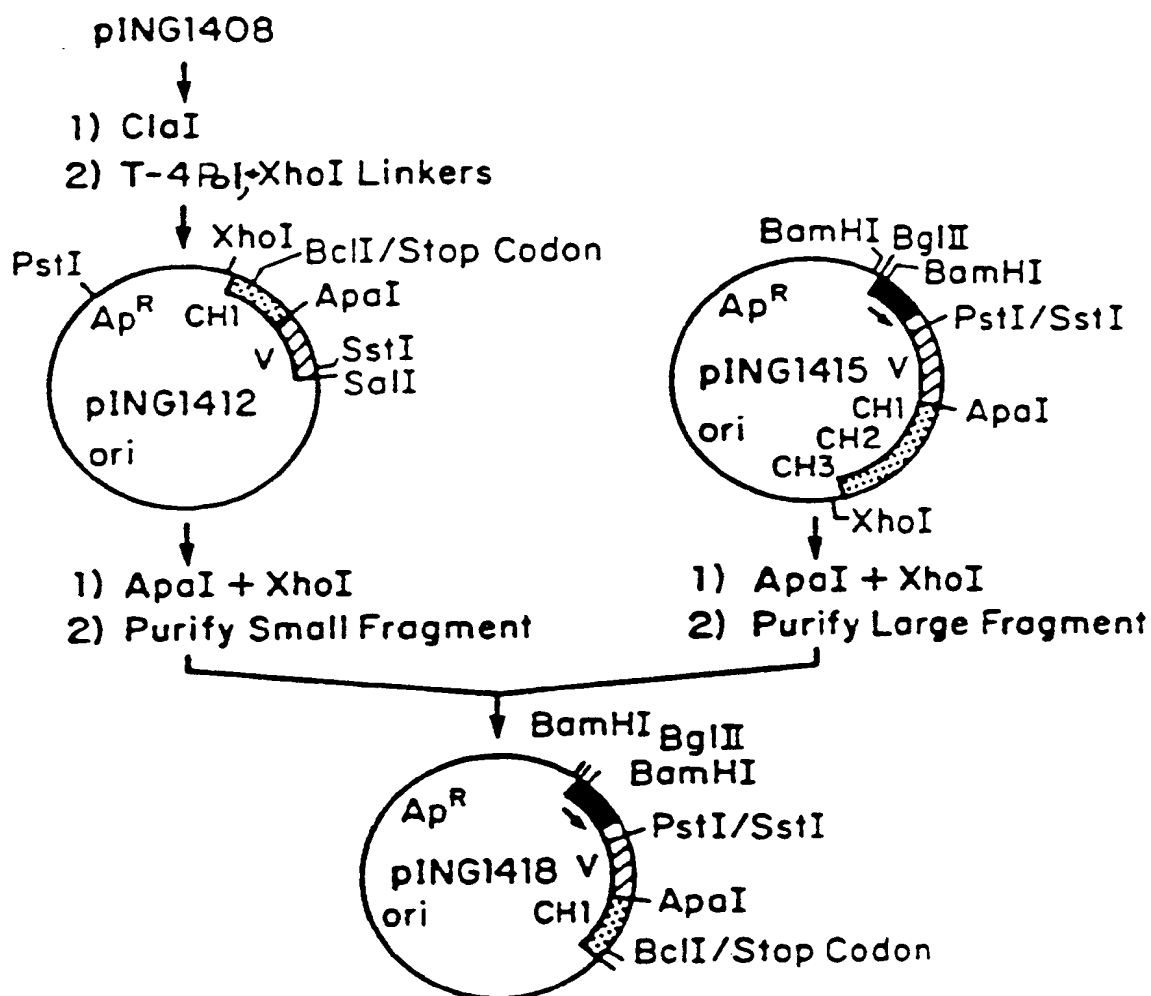 pING1408
1) ClaI
2) T-4 Pol, XhoI Linkers
PstI
XhoI
BclI/Stop Codon
ApaI
SstI
SalI
ApR
CH1
V
pING1412
ori
1) ApaI + XhoI
2) Purify Small Fragment
BamHI
BglII
BamHI
PstI/SstI
ApaI
XhoI
ApR
pING1415
V
CH1
CH2
CH3
ori
1) ApaI + XhoI
2) Purify Large Fragment
BamHI
BglII
BamHI
PstI/SstI
ApaI
BclI/Stop Codon
ApR
pING1418
V
CH1
ori